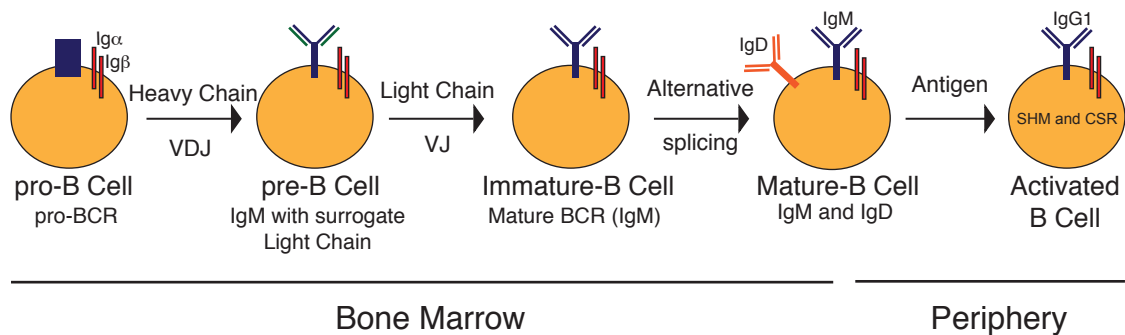 Igα
Igβ
IgD
IgM
IgG1
Heavy Chain
VDJ
Light Chain
VJ
Alternative
splicing
Antigen
SHM and CSR
pro-B Cell
pro-BCR
pre-B Cell
IgM with surrogate
Light Chain
Immature-B Cell
Mature BCR (IgM)
Mature-B Cell
IgM and IgD
Activated
B Cell
Bone Marrow
Periphery